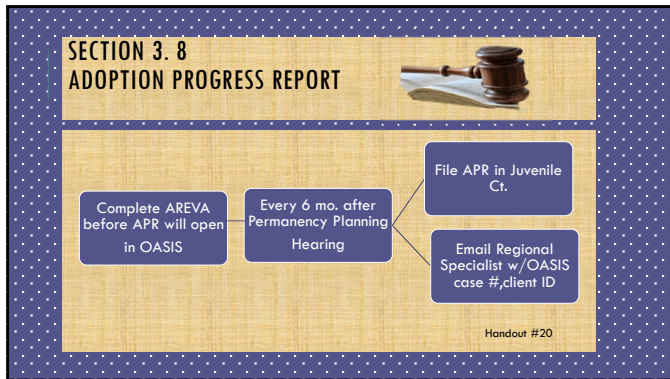 SECTION 3. 8
ADOPTION PROGRESS REPORT
Complete AREVA
before APR will open
in OASIS
Every 6 mo. after
Permanency Planning
Hearing
File APR in Juvenile
Ct.
Email Regional
Specialist w/OASIS
case #,client ID
Handout #20